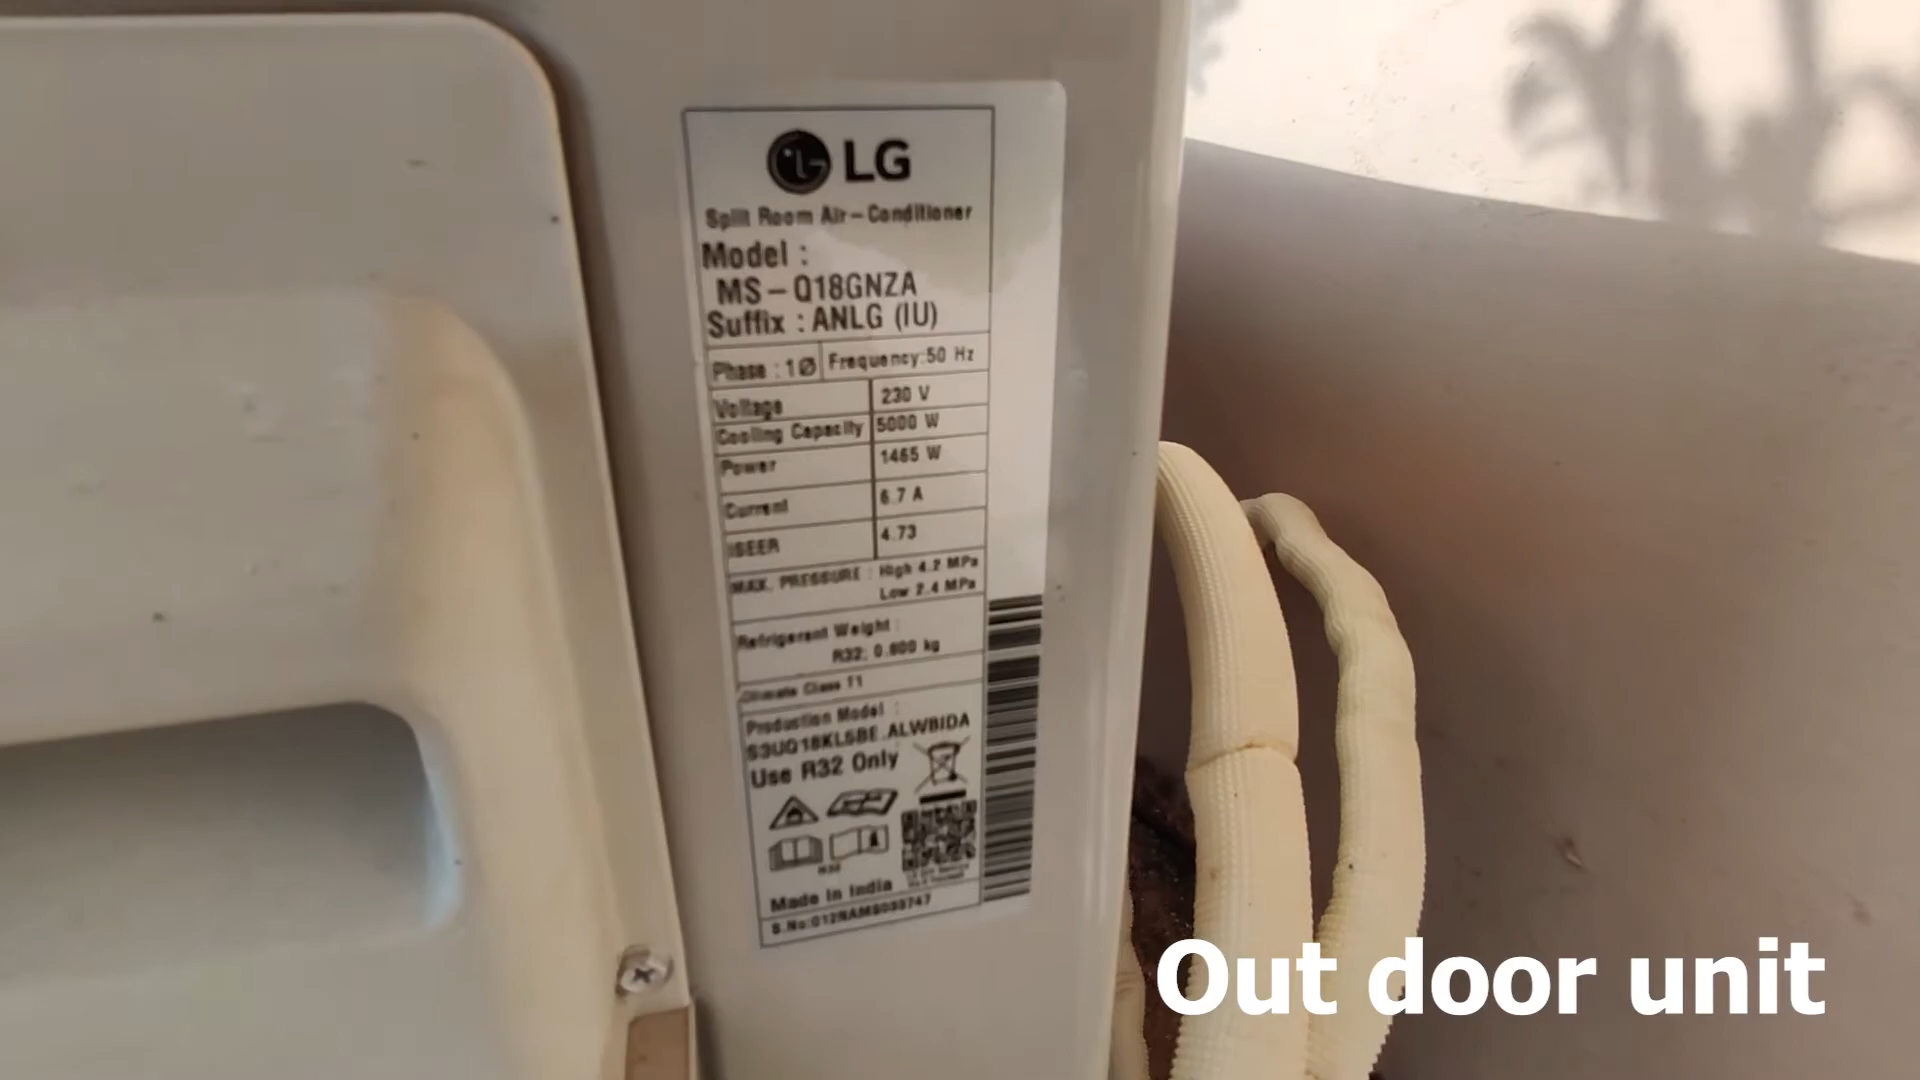 LG
Split Room Air-Conditioner
Model :
MS-Q18GNZA
Suffix : ANLG (IU)
Phase : 1Ø Frequency:50 Hz
Voltage 230 V
Cooling Capacity 5000 W
Power 1465 W
Current 6.7 A
ISEER 4.73
MAX. PRESSURE : High 4.2 MPa
Low 2.4 MPa
Refrigerant Weight :
R32: 0.800 kg
Climate Class T1
Production Model :
Use R32 Only
R32
Made in India
S.No:
Out door unit